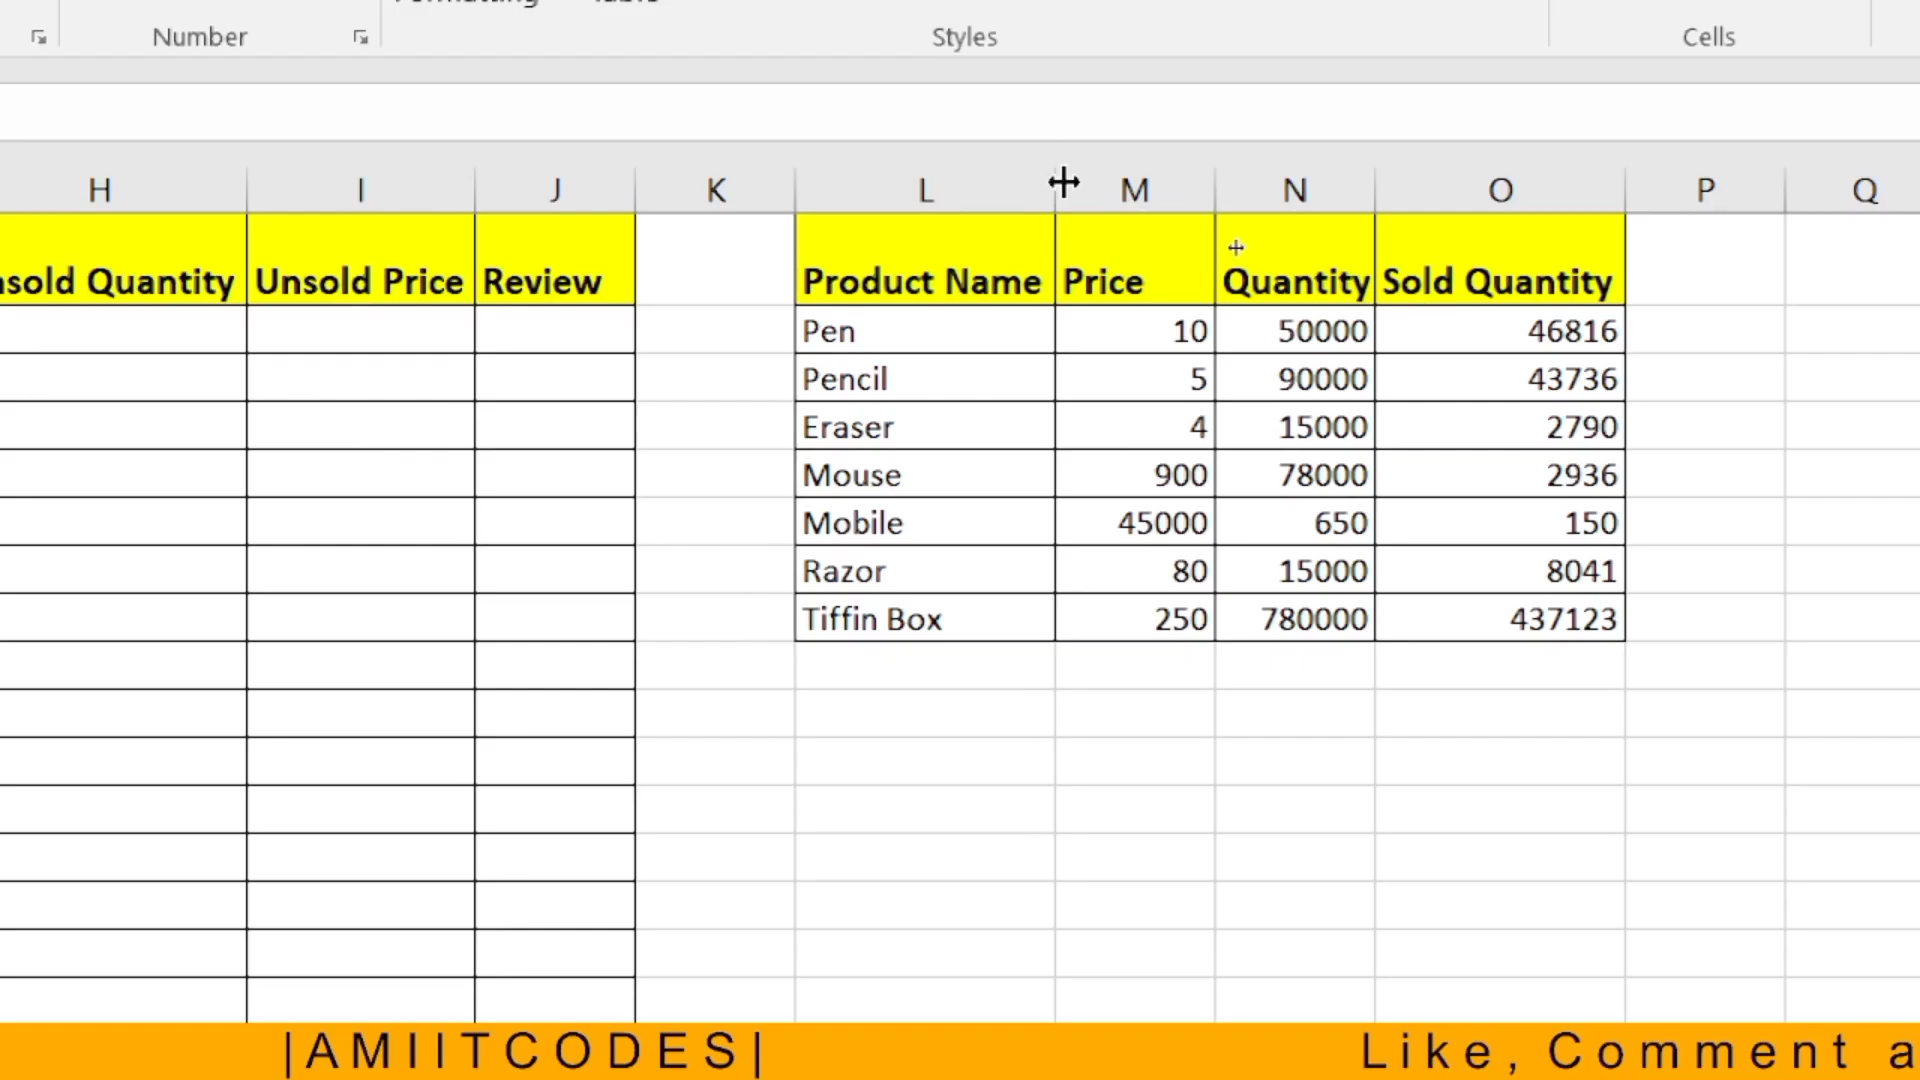 Number Styles Cells
H I J K L M N O P Q
nsold Quantity Unsold Price Review Product Name Price Quantity Sold Quantity
Pen 10 50000 46816
Pencil 5 90000 43736
Eraser 4 15000 2790
Mouse 900 78000 2936
Mobile 45000 650 150
Razor 80 15000 8041
Tiffin Box 250 780000 437123
|AMIITCODES| Like, Comment a